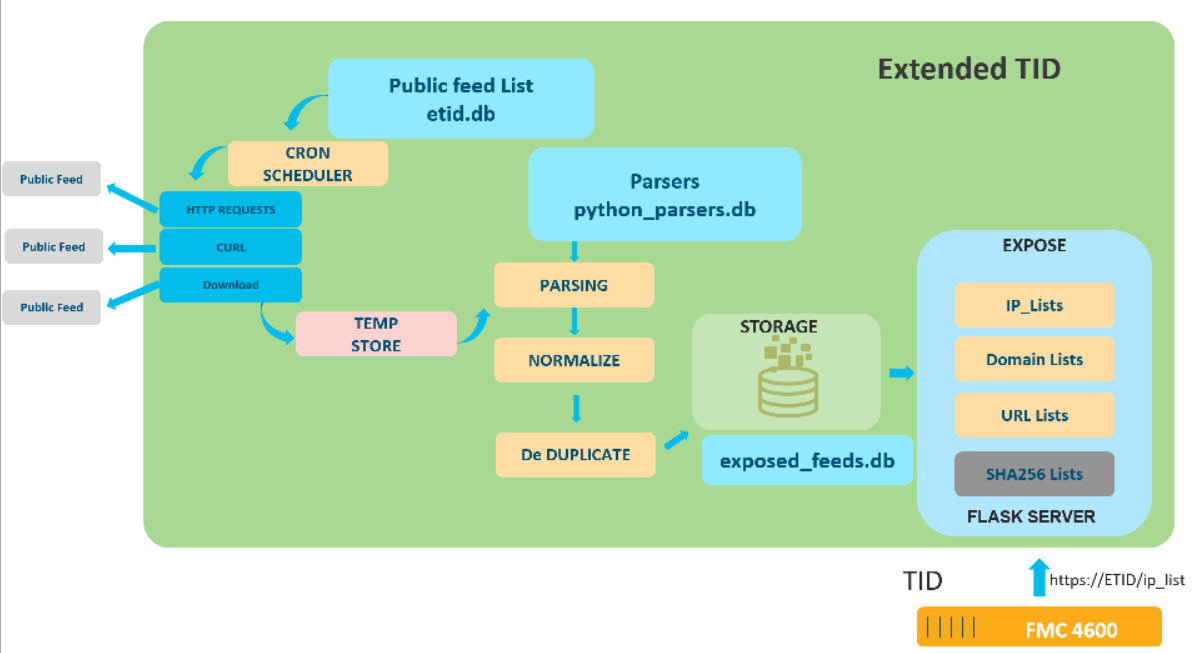 Extended TID
Public feed List
etid.db
CRON
SCHEDULER
Public Feed
HTTP REQUESTS
Public Feed
CURL
Public Feed
Download
TEMP
STORE
Parsers
python_parsers.db
PARSING
NORMALIZE
De DUPLICATE
STORAGE
exposed_feeds.db
EXPOSE
IP_Lists
Domain Lists
URL Lists
SHA256 Lists
FLASK SERVER
TID
https://ETID/ip_list
FMC 4600